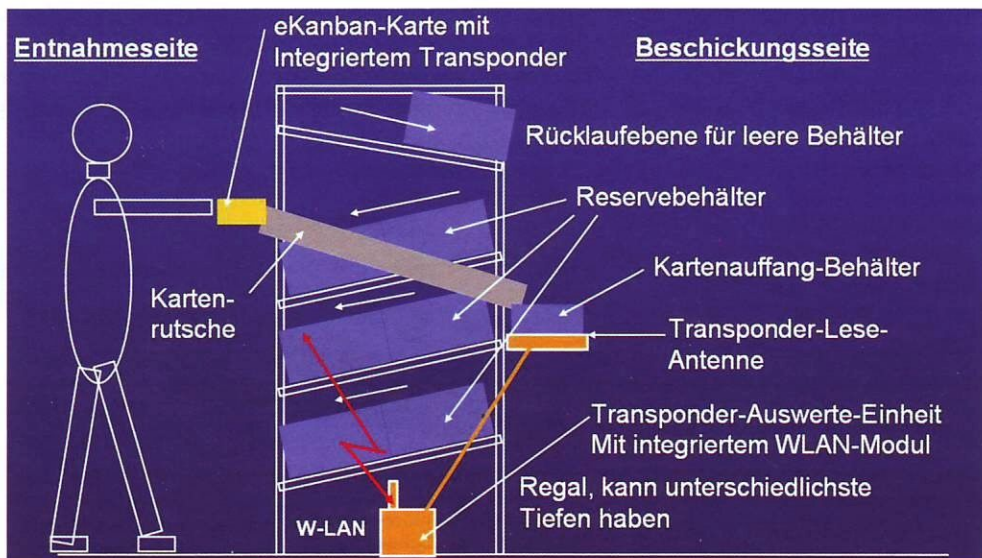 eKanban-Karte mit
Integriertem Transponder
Entnahmeseite
Beschickungsseite
Rücklaufebene für leere Behälter
Reservebehälter
Kartenauffang-Behälter
Karten-
rutsche
Transponder-Lese-
Antenne
Transponder-Auswerte-Einheit
Mit integriertem WLAN-Modul
Regal, kann unterschiedlichste
Tiefen haben
W-LAN